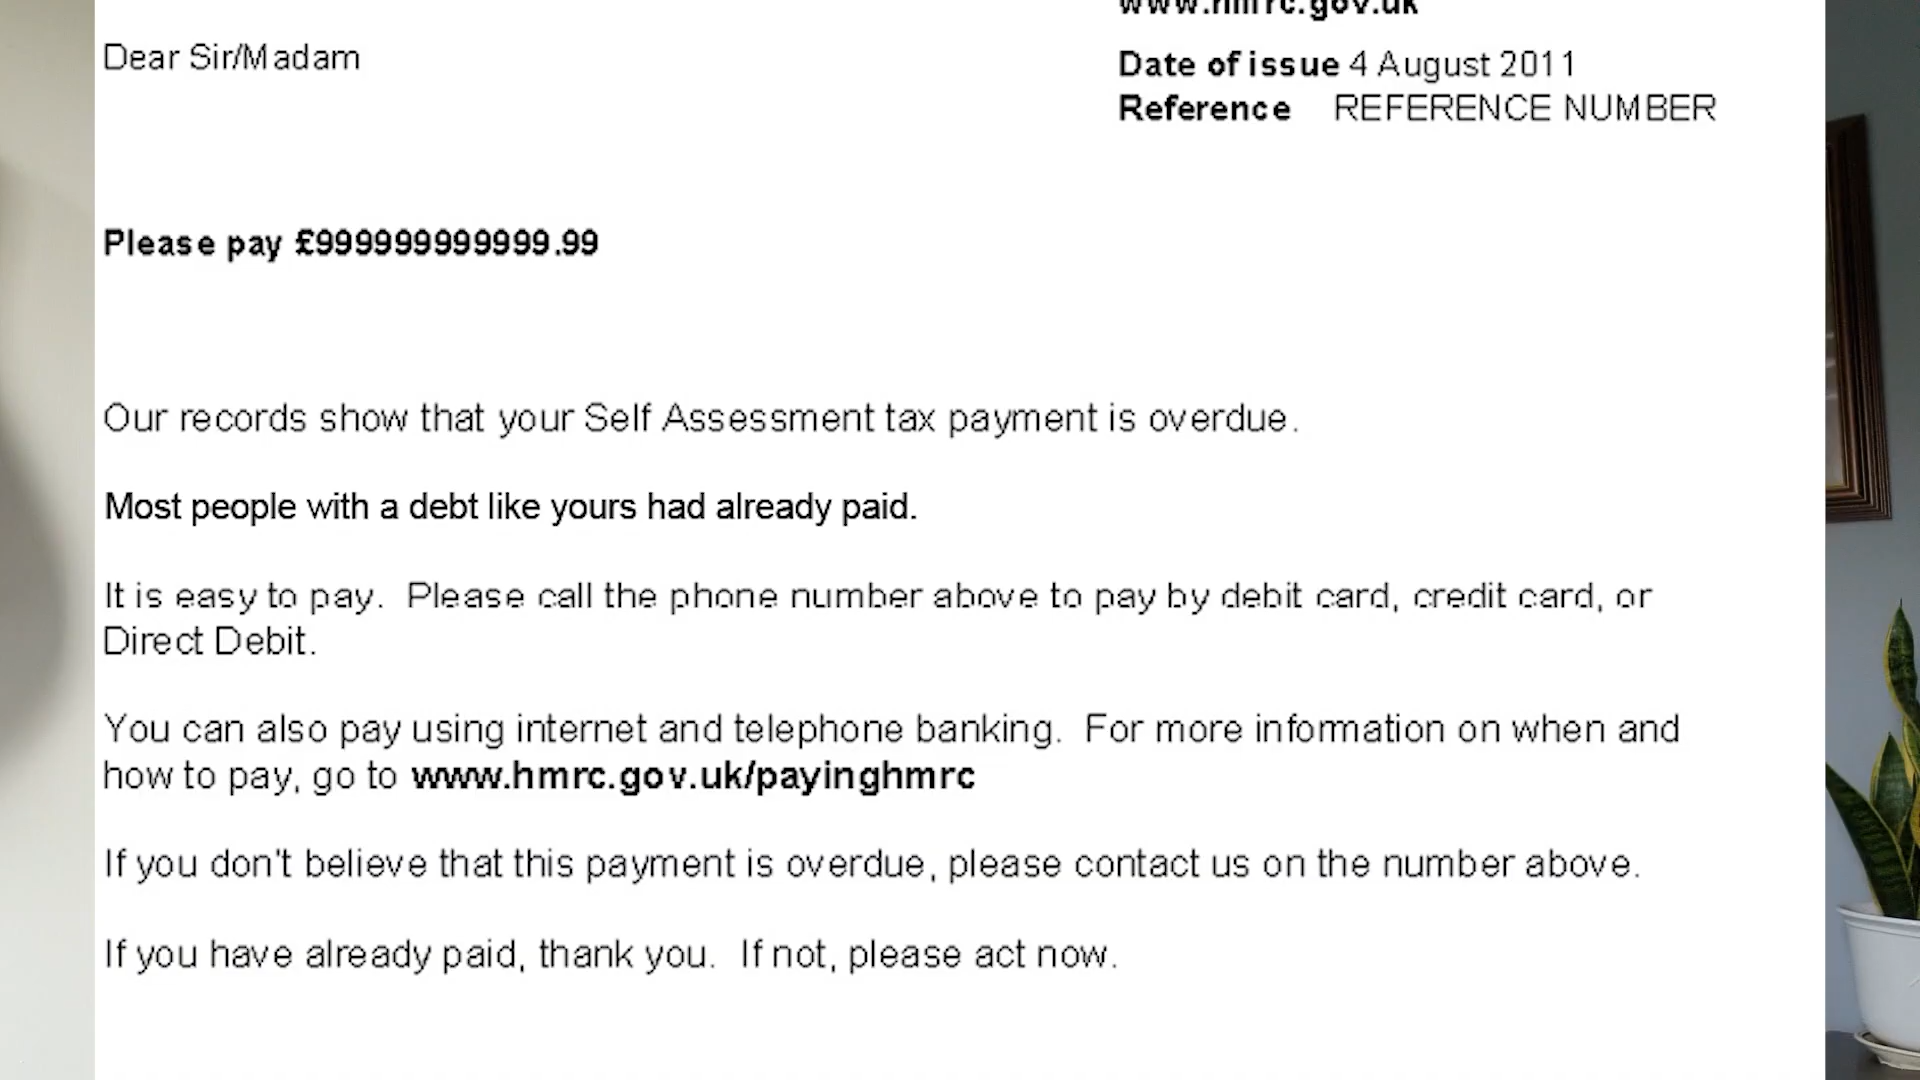 www.hmrc.gov.uk
Dear Sir/Madam
Date of issue 4 August 2011
Reference REFERENCE NUMBER
Please pay £999999999999.99
Our records show that your Self Assessment tax payment is overdue.
Most people with a debt like yours had already paid.
It is easy to pay. Please call the phone number above to pay by debit card, credit card, or
Direct Debit.
You can also pay using internet and telephone banking. For more information on when and
how to pay, go to www.hmrc.gov.uk/payinghmrc
If you don't believe that this payment is overdue, please contact us on the number above.
If you have already paid, thank you. If not, please act now.